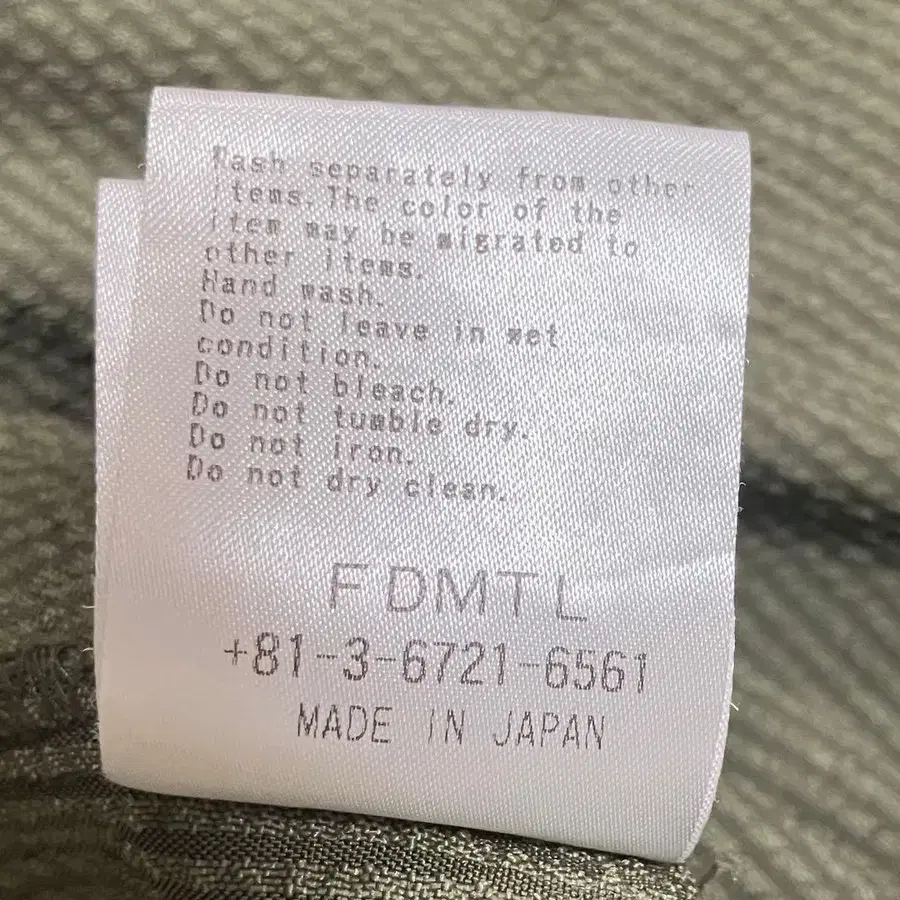 Wash separately from other
items. The color of the
item may be migrated to
other items.
Hand wash.
Do not leave in wet
condition.
Do not bleach.
Do not tumble dry.
Do not iron.
Do not dry clean.
FDMTL
+81-3-6721-6561
MADE IN JAPAN